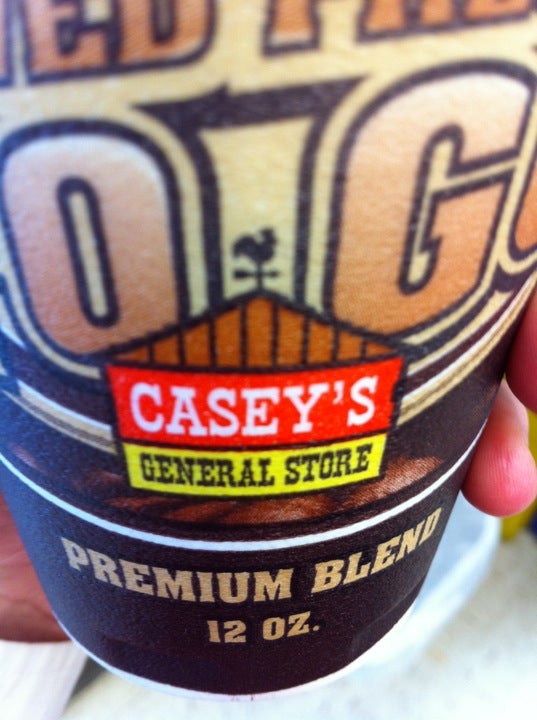 O G
CASEY'S
GENERAL STORE
PREMIUM BLEND
12 OZ.